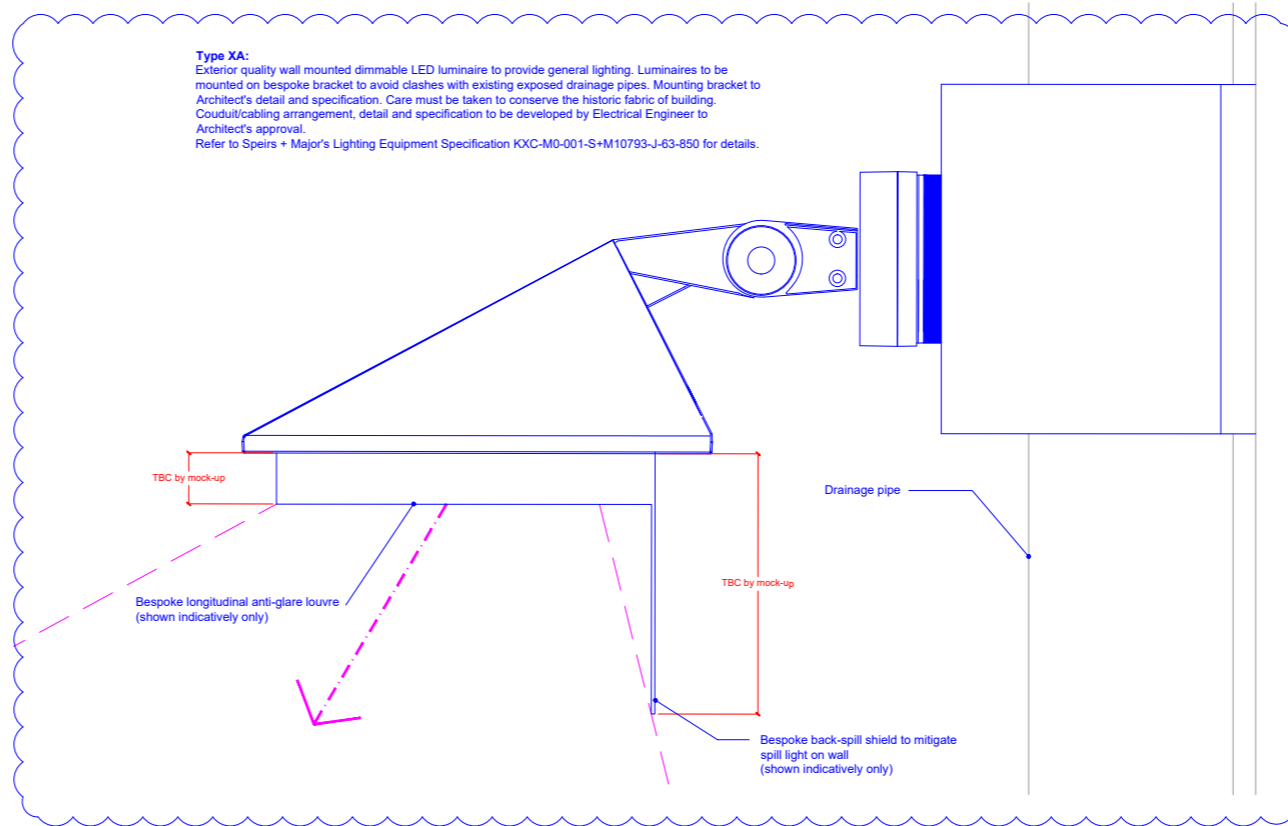 Type XA:
Exterior quality wall mounted dimmable LED luminaire to provide general lighting. Luminaires to be
mounted on bespoke bracket to avoid clashes with existing exposed drainage pipes. Mounting bracket to
Architect's detail and specification. Care must be taken to conserve the historic fabric of building.
Couduit/cabling arrangement, detail and specification to be developed by Electrical Engineer to
Architect's approval.
Refer to Speirs + Major's Lighting Equipment Specification KXC-M0-001-S+M10793-J-63-850 for details.
TBC by mock-up
Drainage pipe
TBC by mock-up
Bespoke longitudinal anti-glare louvre
(shown indicatively only)
Bespoke back-spill shield to mitigate
spill light on wall
(shown indicatively only)